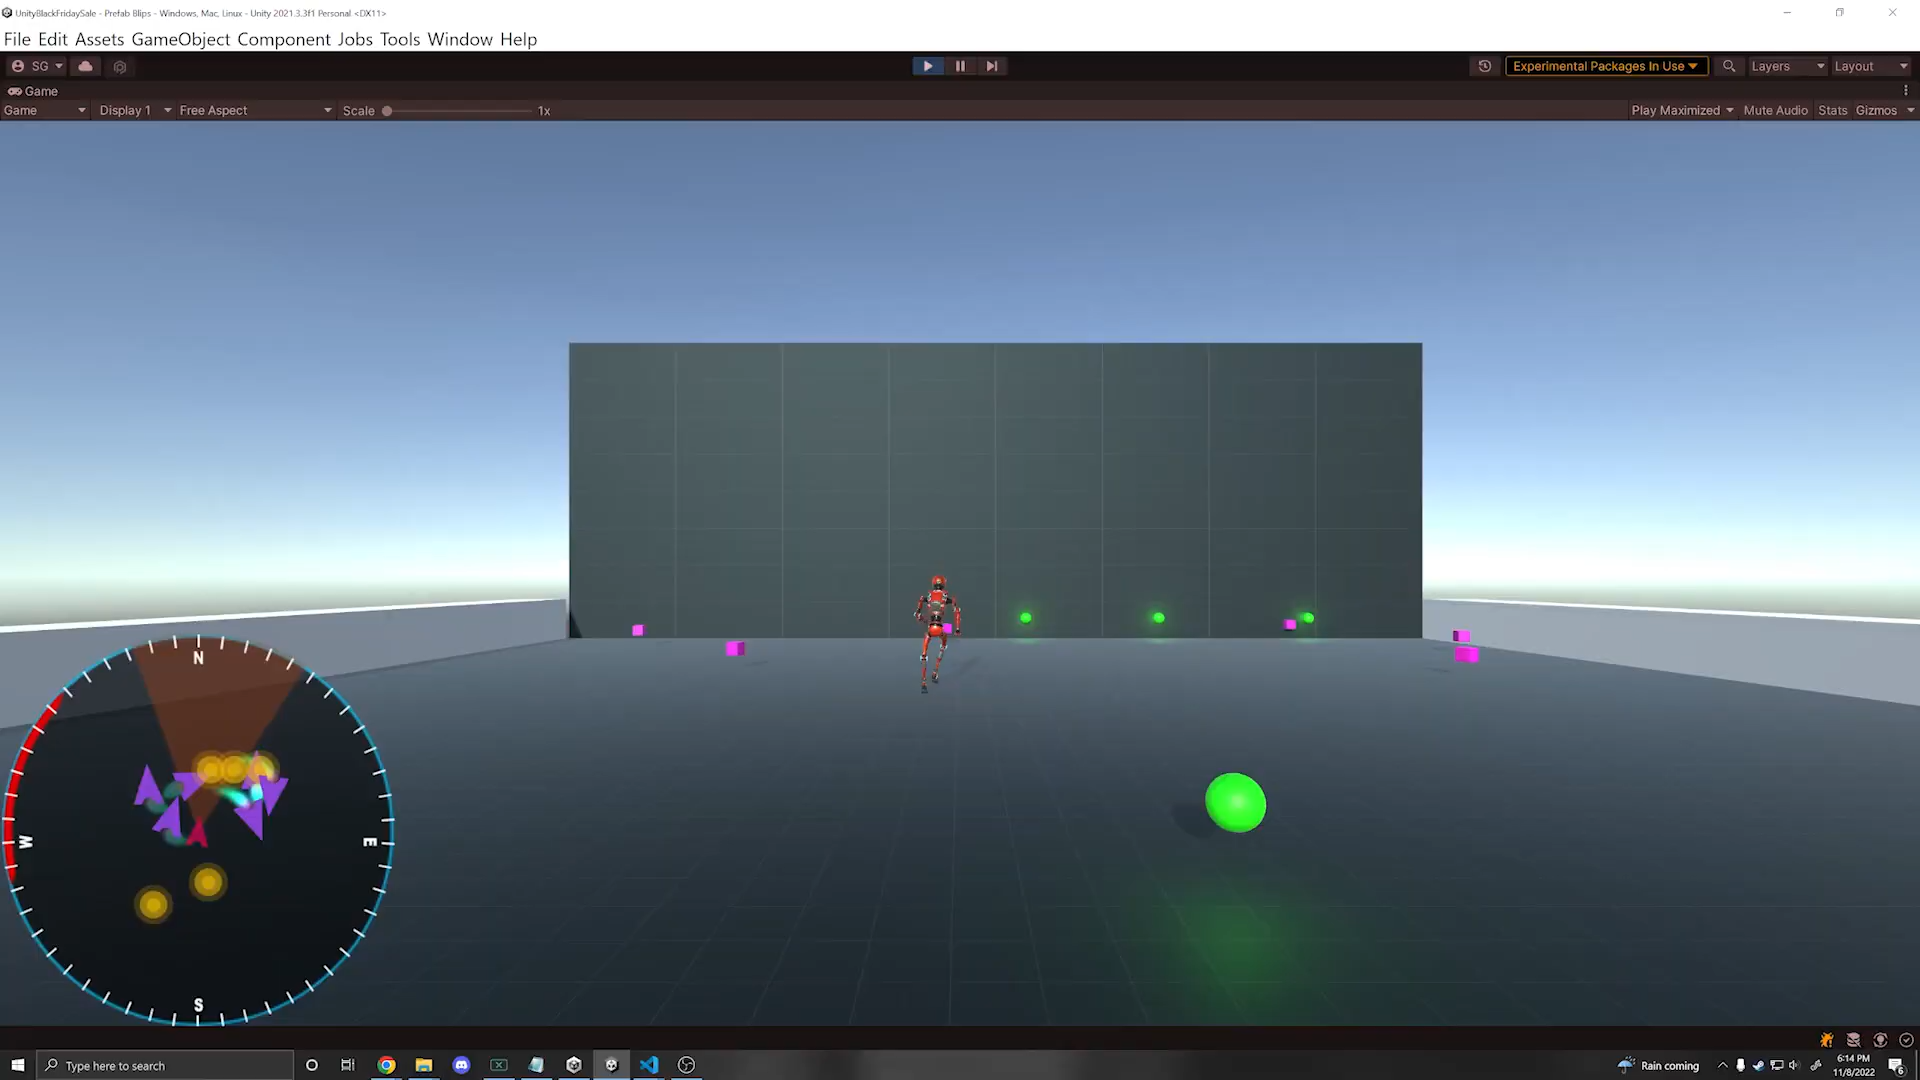 UnityBlackFridaySale - Prefab Blips - Windows, Mac, Linux - Unity 2021.3.3f1 Personal <DX11>
File Edit Assets GameObject Component Jobs Tools Window Help
SG Experimental Packages In Use Layers Layout
Game
Game Display 1 Free Aspect Scale 1x Play Maximized Mute Audio Stats Gizmos
N
W E
S
Type here to search Rain coming 6:14 PM
11/8/2022 6